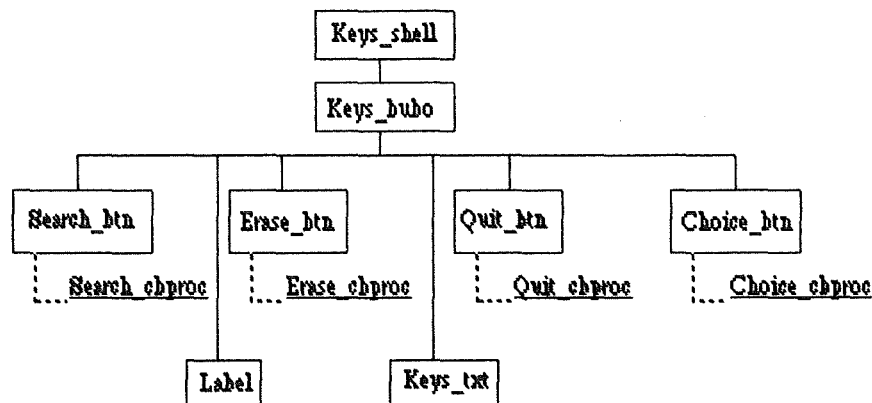 Keys_shell
Keys_bubo
Search_btn
Erase_btn
Quit_btn
Choice_btn
Search_cbproc
Erase_cbproc
Quit_cbproc
Choice_cbproc
Label
Keys_txt